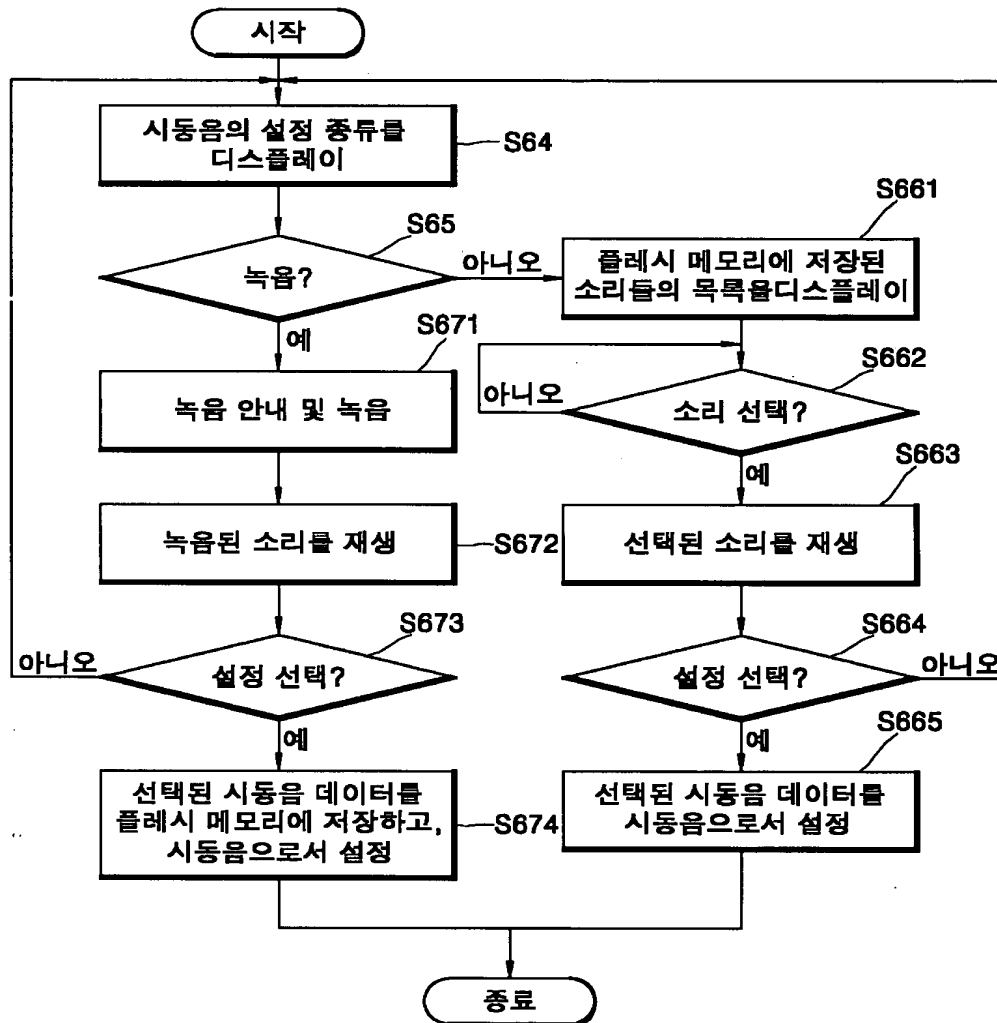 시작
시동음의 설정 종류를
디스플레이
S64
S65
녹음?
아니오
예
S661
플레시 메모리에 저장된
소리들의 목록을디스플레이
S671
녹음 안내 및 녹음
S662
소리 선택?
아니오
예
S672
녹음된 소리를 재생
S663
선택된 소리를 재생
S673
설정 선택?
아니오
예
S664
설정 선택?
아니오
예
선택된 시동음 데이터를
플레시 메모리에 저장하고,
시동음으로서 설정
S674
S665
선택된 시동음 데이터를
시동음으로서 설정
종료